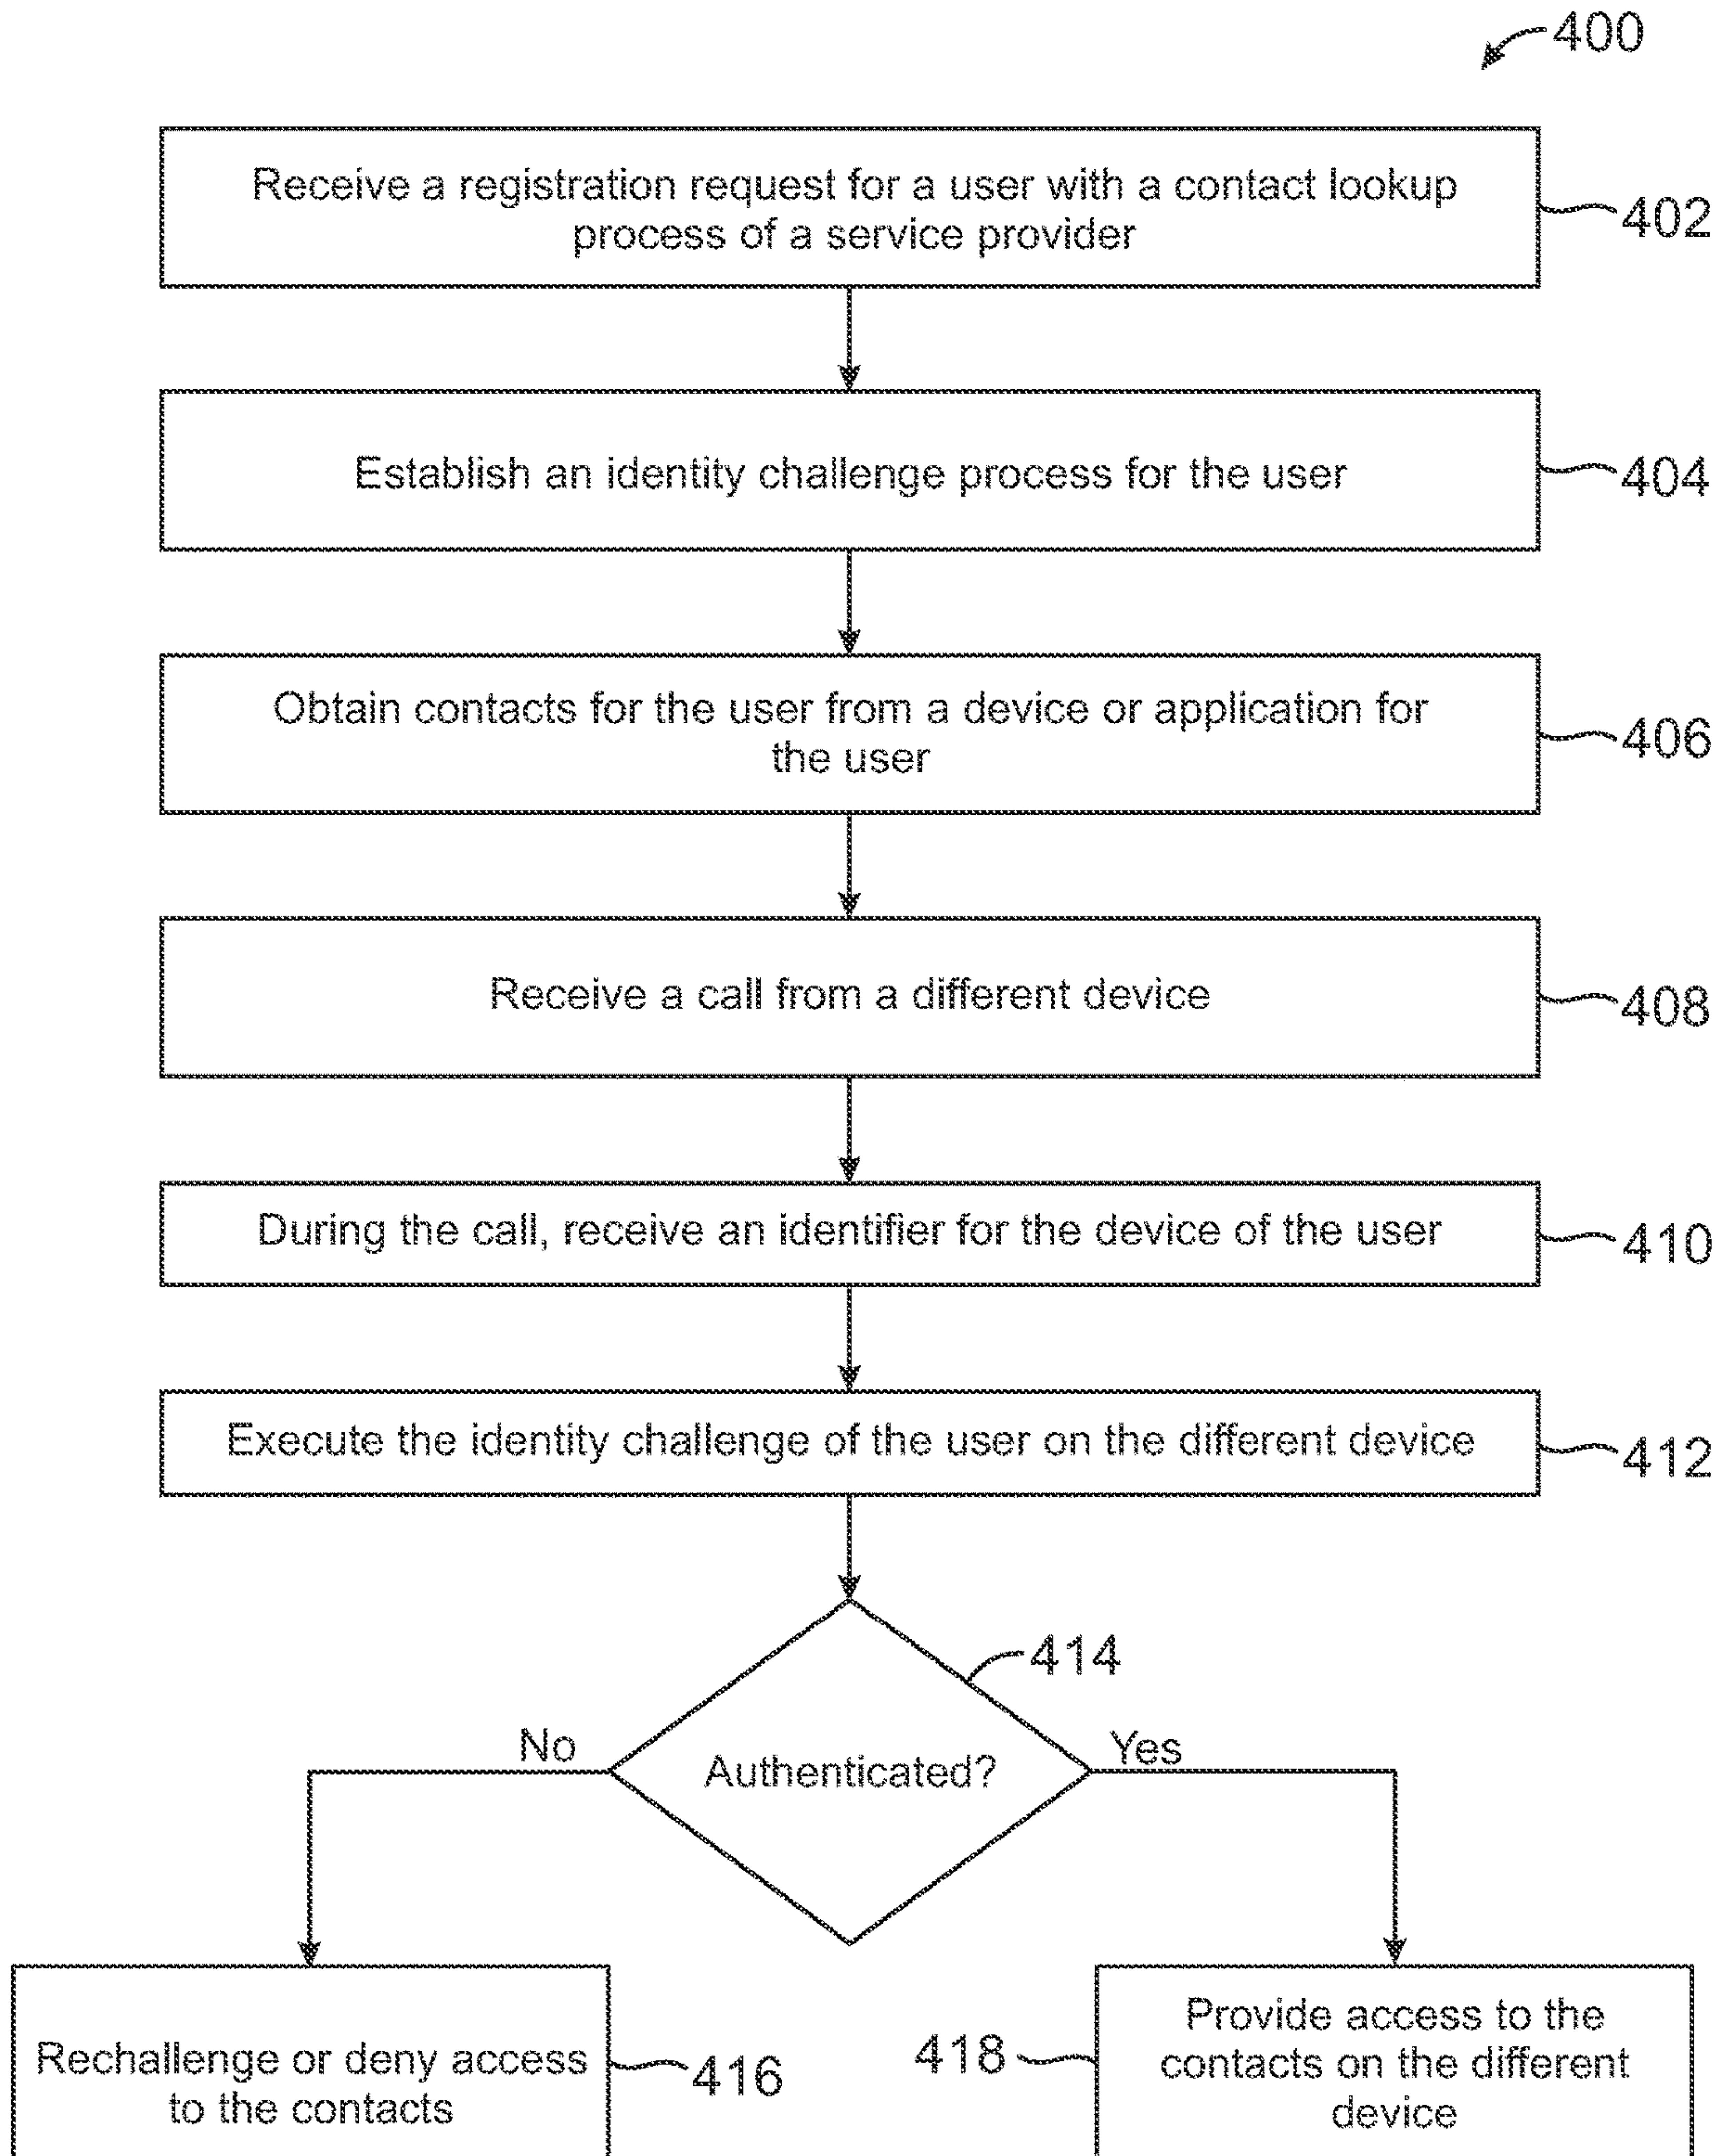 400
Receive a registration request for a user with a contact lookup
process of a service provider
402
Establish an identity challenge process for the user
404
Obtain contacts for the user from a device or application for
the user
406
Receive a call from a different device
408
During the call, receive an identifier for the device of the user
410
Execute the identity challenge of the user on the different device
412
414
No
Authenticated?
Yes
Rechallenge or deny access
to the contacts
416
418
Provide access to the
contacts on the different
device